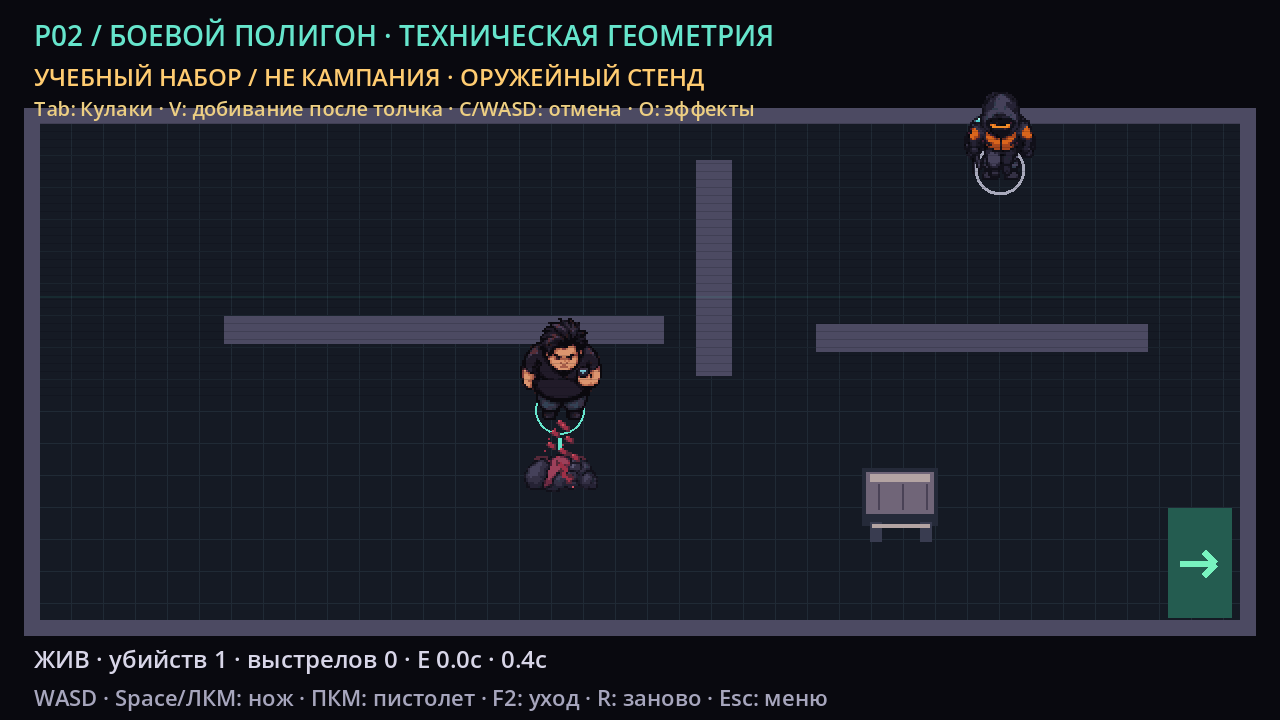 P02 / БОЕВОЙ ПОЛИГОН · ТЕХНИЧЕСКАЯ ГЕОМЕТРИЯ
УЧЕБНЫЙ НАБОР / НЕ КАМПАНИЯ · ОРУЖЕЙНЫЙ СТЕНД
Tab: Кулаки · V: добивание после толчка · C/WASD: отмена · O: эффекты
ЖИВ · убийств 1 · выстрелов 0 · E 0.0с · 0.4с
WASD · Space/ЛКМ: нож · ПКМ: пистолет · F2: уход · R: заново · Esc: меню